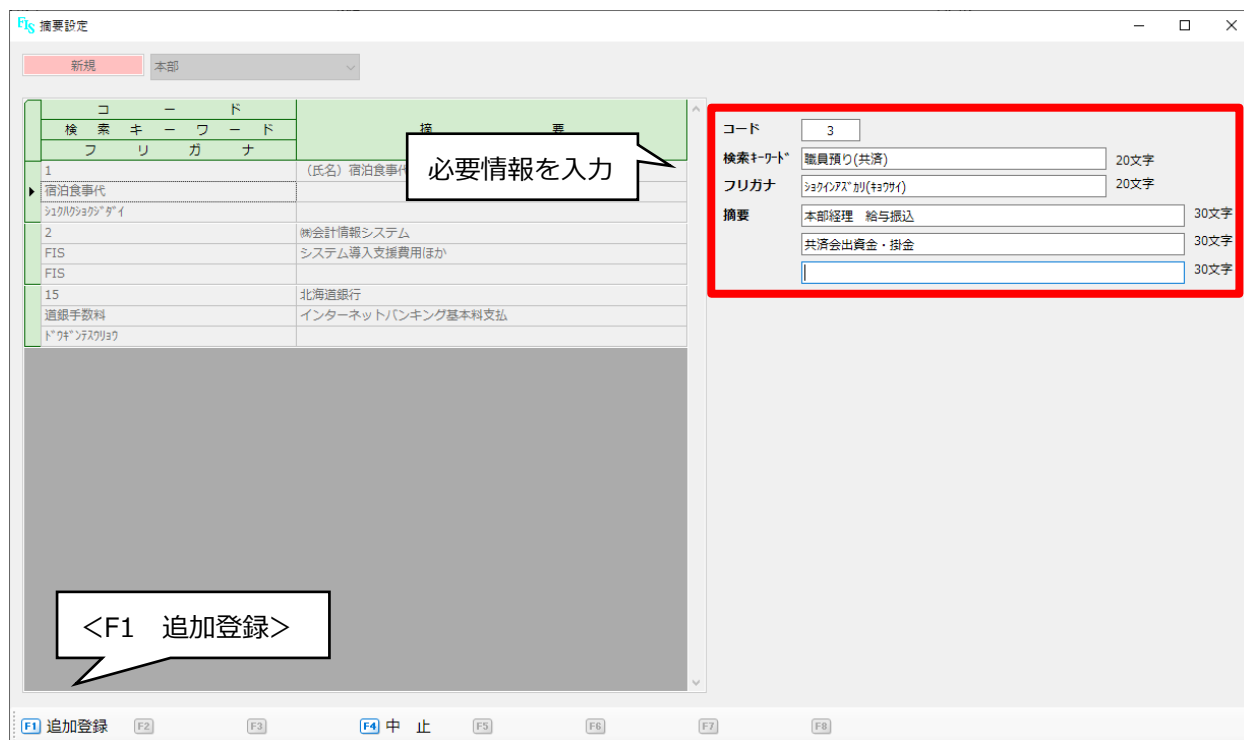 FIS 摘要設定
新規 本部
コード
検索キーワード 摘要
フリガナ
1 (氏名) 宿泊食事代
宿泊食事代
ｼｭｸﾊｸｼｮｸｼﾞﾀﾞｲ
2 ㈱会計情報システム
FIS システム導入支援費用ほか
FIS
15 北海道銀行
道銀手数料 インターネットバンキング基本料支払
ﾄﾞｳｷﾞﾝﾃｽｳﾘｮｳ
必要情報を入力
コード 3
検索ｷｰﾜｰﾄﾞ 職員預り(共済) 20文字
フリガナ ｼｮｸｲﾝｱｽﾞｶﾘ(ｷｮｳｻｲ) 20文字
摘要 本部経理 給与振込 30文字
共済会出資金・掛金 30文字
30文字
＜F1 追加登録＞
F1 追加登録 F2 F3 F4 中 止 F5 F6 F7 F8